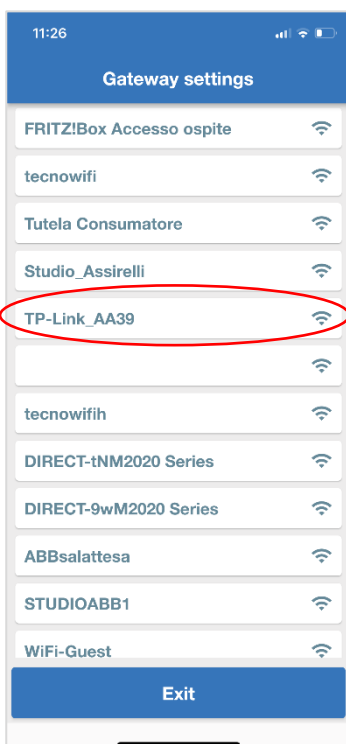 11:26
Gateway settings
FRITZ!Box Accesso ospite
tecnowifi
Tutela Consumatore
Studio_Assirelli
TP-Link_AA39
tecnowifih
DIRECT-tNM2020 Series
DIRECT-9wM2020 Series
ABBsalattesa
STUDIOABB1
WiFi-Guest
Exit